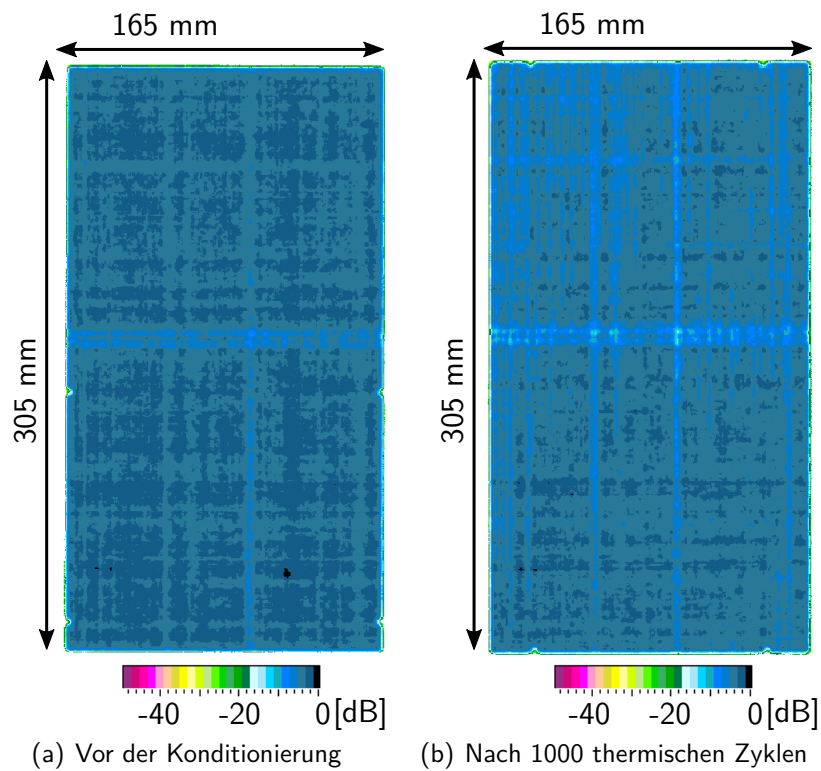 165 mm
165 mm
305 mm
305 mm
-40 -20 0[dB]
-40 -20 0[dB]
(a) Vor der Konditionierung
(b) Nach 1000 thermischen Zyklen